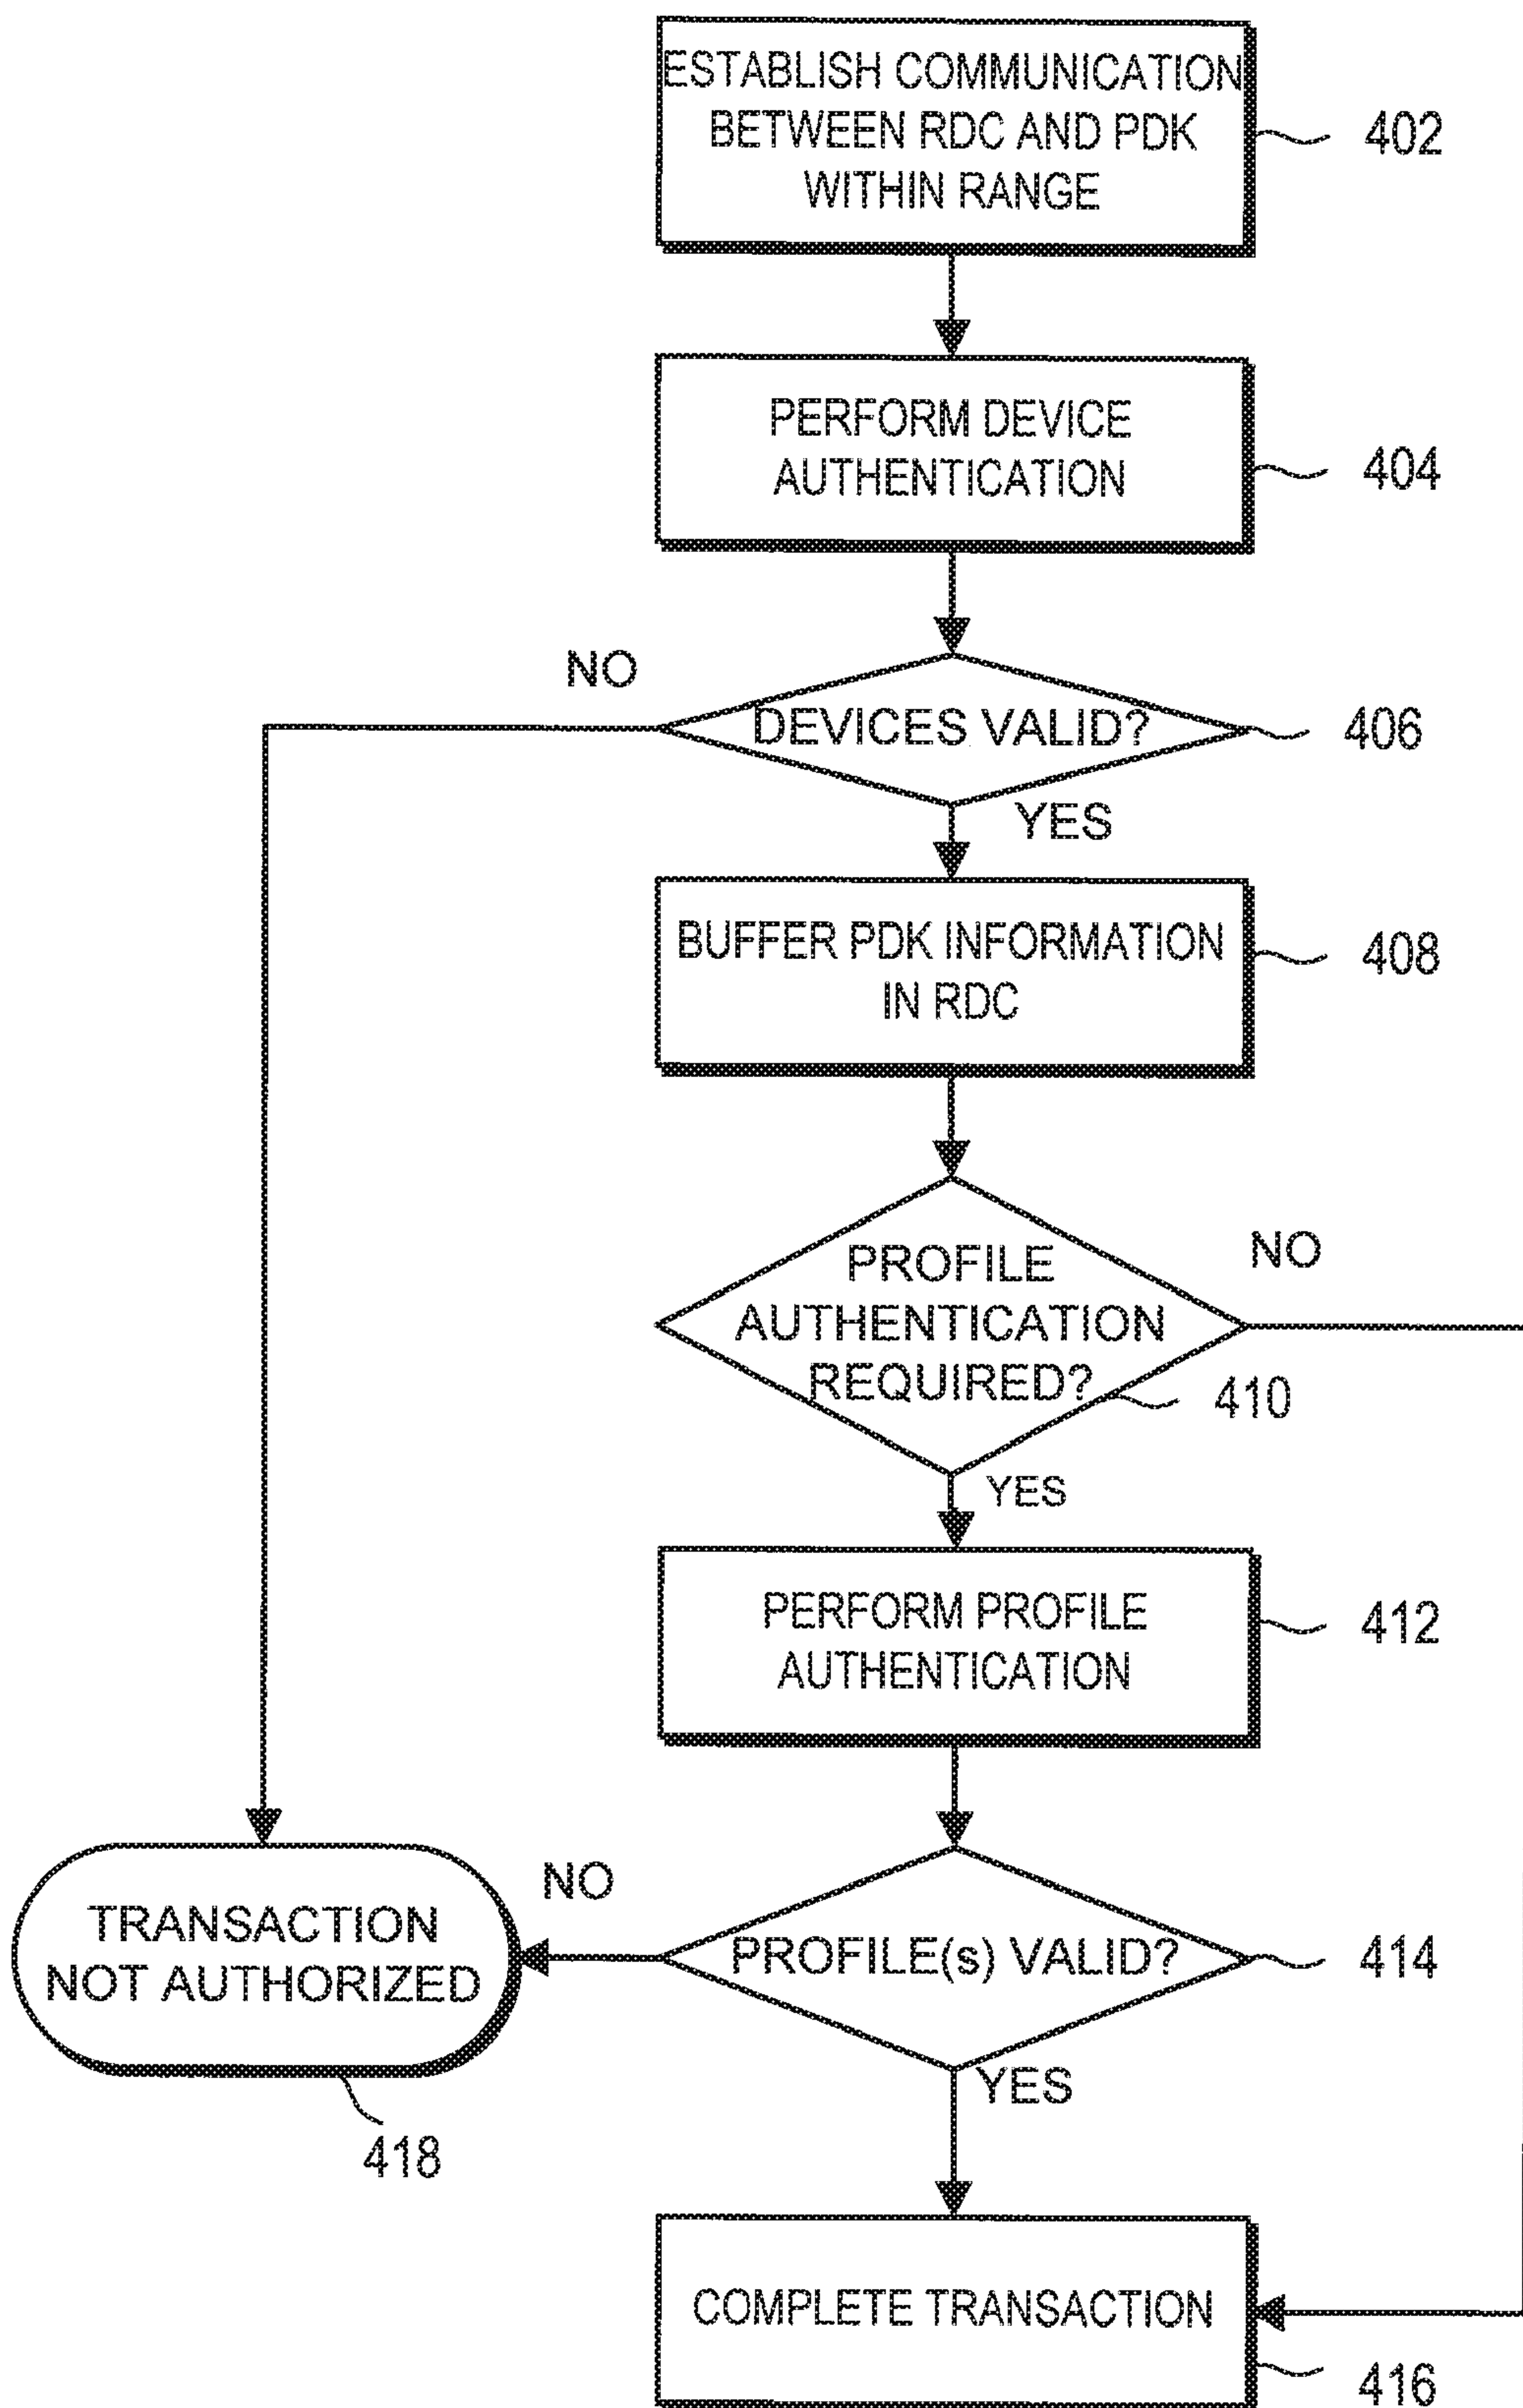 ESTABLISH COMMUNICATION
BETWEEN RDC AND PDK
WITHIN RANGE
402
PERFORM DEVICE
AUTHENTICATION
404
NO
DEVICES VALID?
406
YES
BUFFER PDK INFORMATION
IN RDC
408
PROFILE
AUTHENTICATION
REQUIRED?
NO
410
YES
PERFORM PROFILE
AUTHENTICATION
412
TRANSACTION
NOT AUTHORIZED
NO
PROFILE(s) VALID?
414
YES
418
COMPLETE TRANSACTION
416